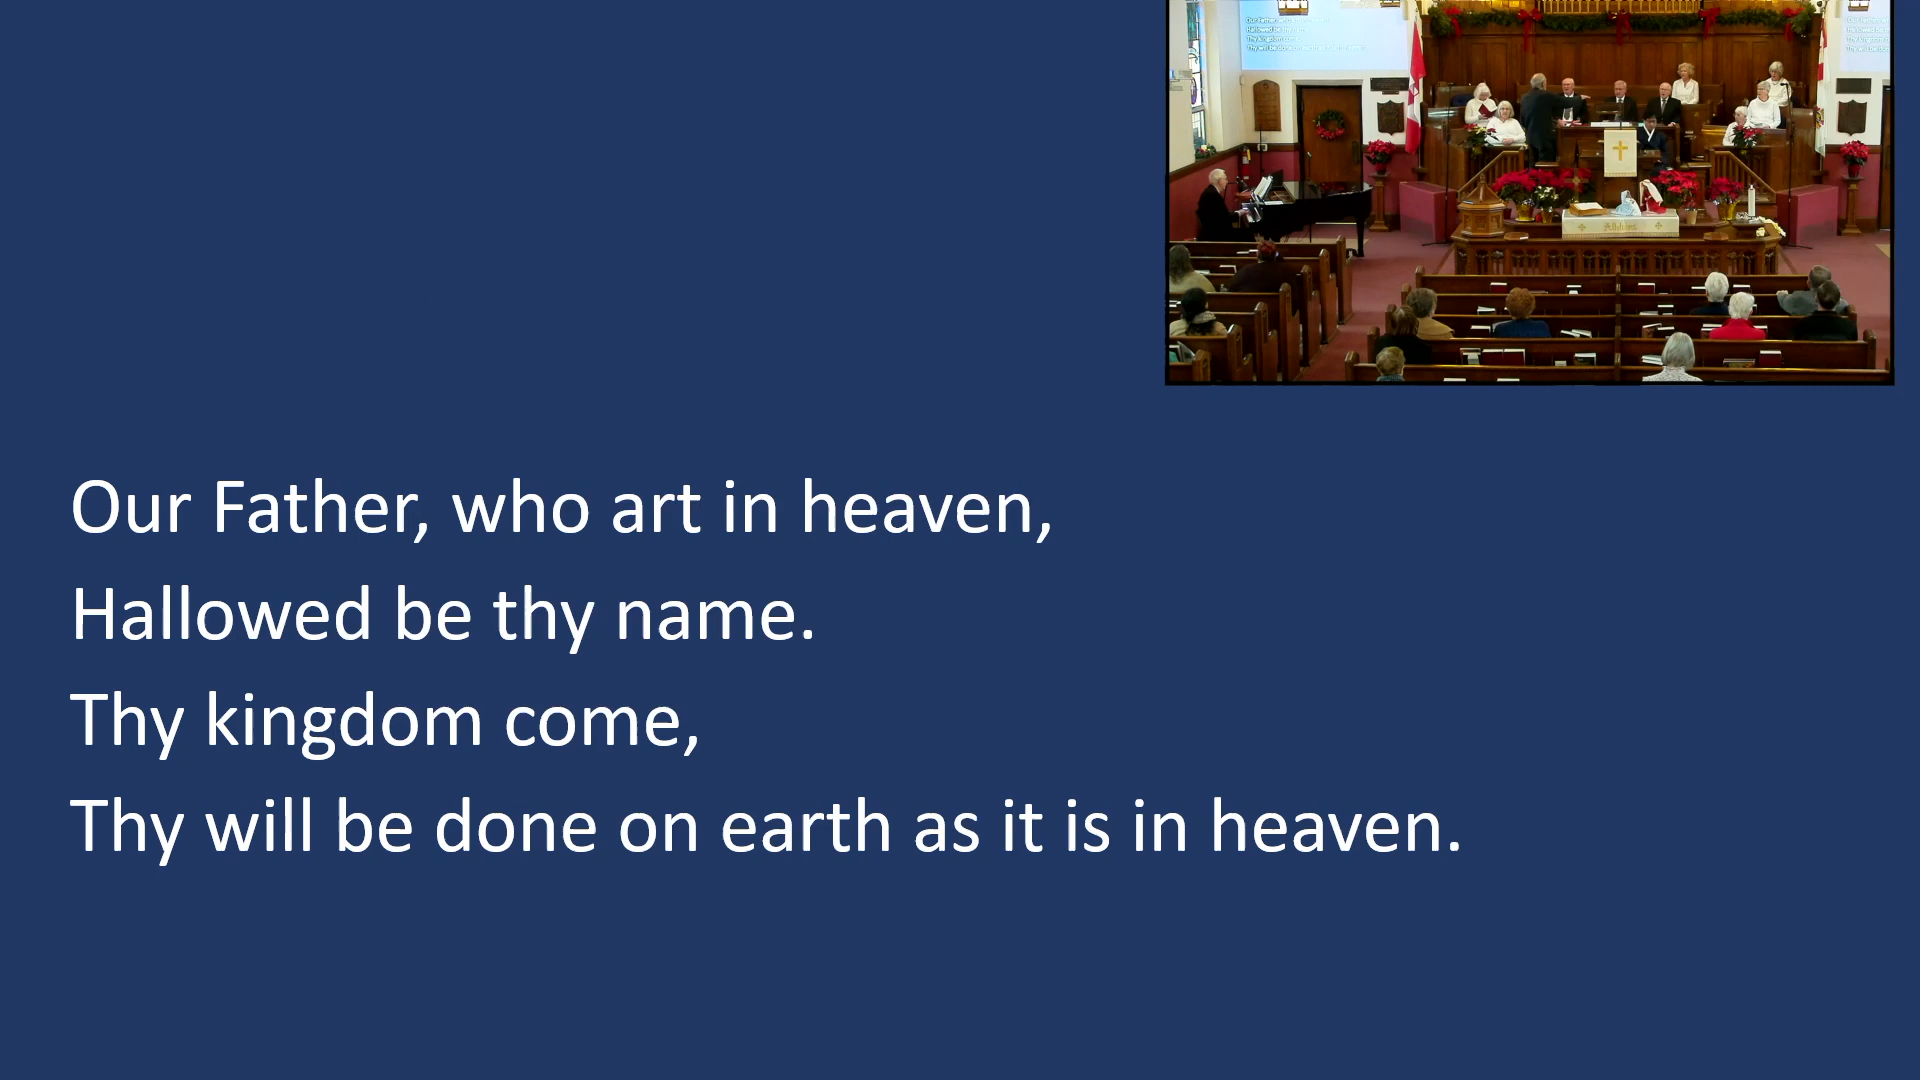 Our Father, who art in heaven,
Hallowed be thy name.
Thy kingdom come,
Thy will be done on earth as it is in heaven.